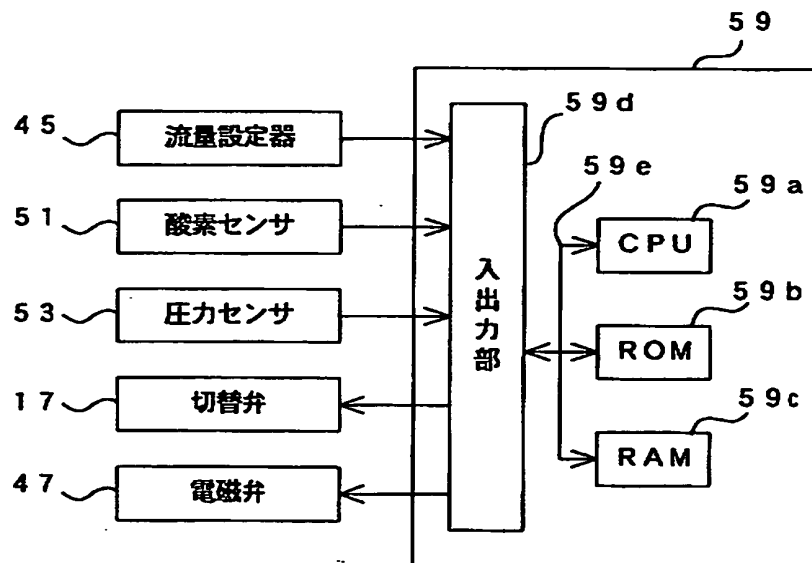 59
45
流量設定器
59d
59e
59a
51
酸素センサ
CPU
入出力部
59b
53
圧力センサ
ROM
17
切替弁
59c
RAM
47
電磁弁